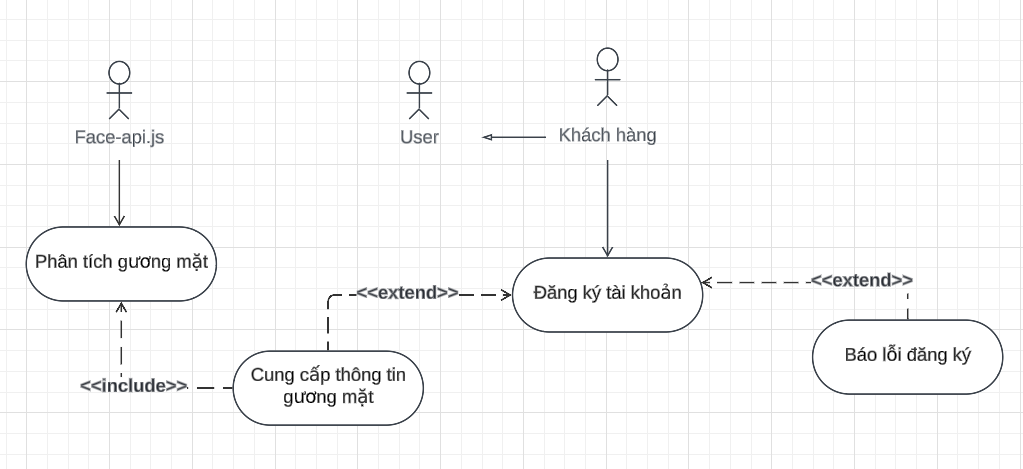 Face-api.js
User
Khách hàng
Phân tích gương mặt
<<extend>>
Đăng ký tài khoản
<<extend>>
Báo lỗi đăng ký
<<include>>
Cung cấp thông tin
gương mặt